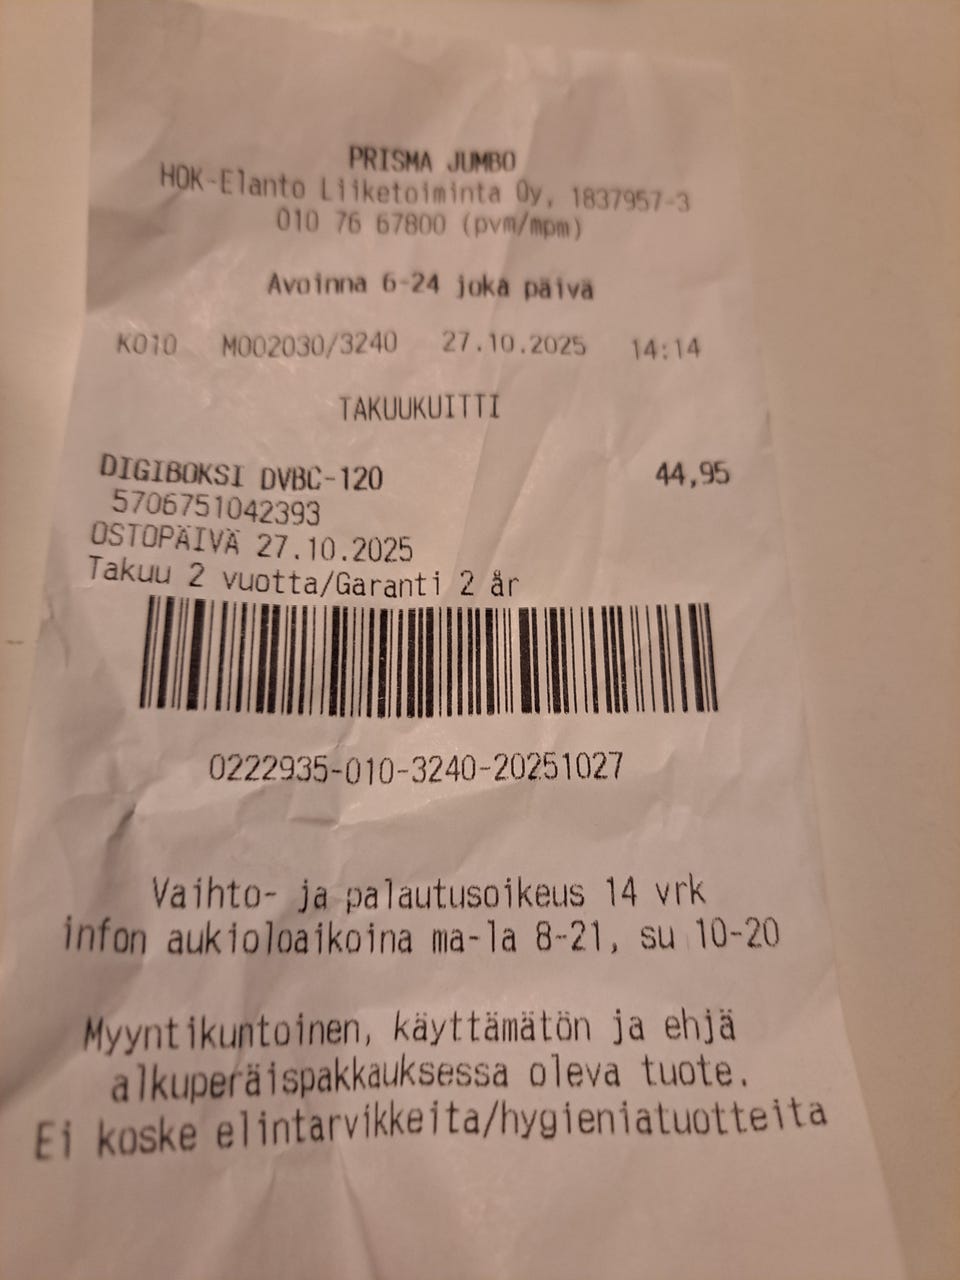 PRISMA JUMBO
HOK-Elanto Liiketoiminta Oy, 1837957-3
010 76 67800 (pvm/mpm)
Avoinna 6-24 joka päivä
K010 M002030/3240 27.10.2025 14:14
TAKUUKUITTI
DIGIBOKSI DVBC-120 44,95
5706751042393
OSTOPÄIVÄ 27.10.2025
Takuu 2 vuotta/Garanti 2 år
0222935-010-3240-20251027
Vaihto- ja palautusoikeus 14 vrk
infon aukioloaikoina ma-la 8-21, su 10-20
Myyntikuntoinen, käyttämätön ja ehjä
alkuperäispakkauksessa oleva tuote.
Ei koske elintarvikkeita/hygieniatuotteita